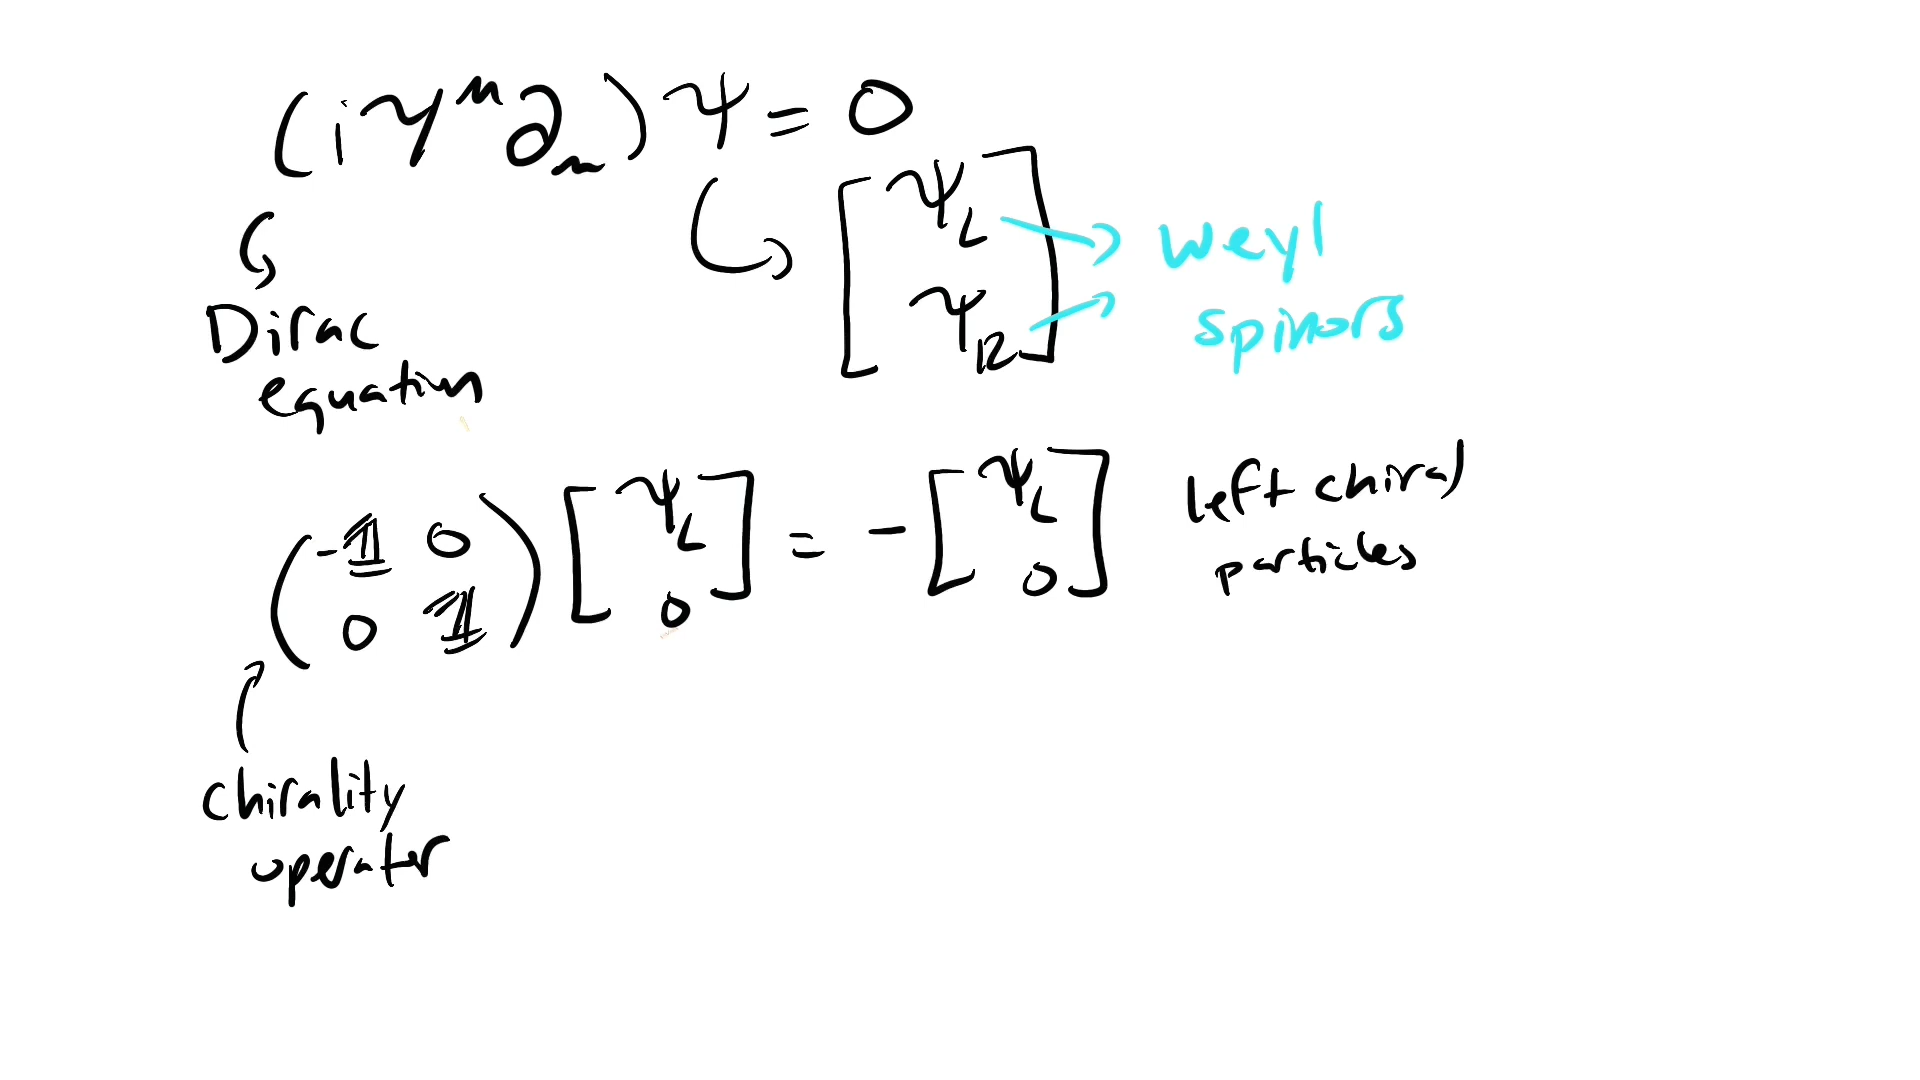 (iγ^μ ∂_μ)ψ = 0
[ψ_L
ψ_R]
Weyl
spinors
Dirac
equation
(-𝟙 0
0 𝟙) [ψ_L
0] = -[ψ_L
0]
left chiral
particles
chirality
operator